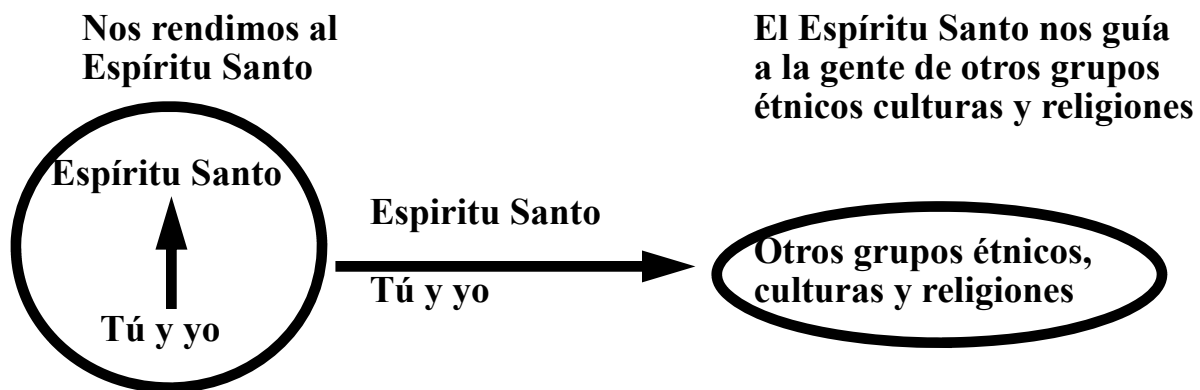 Nos rendimos al
Espíritu Santo
Espíritu Santo
Tú y yo
Espiritu Santo
Tú y yo
El Espíritu Santo nos guía
a la gente de otros grupos
étnicos culturas y religiones
Otros grupos étnicos,
culturas y religiones